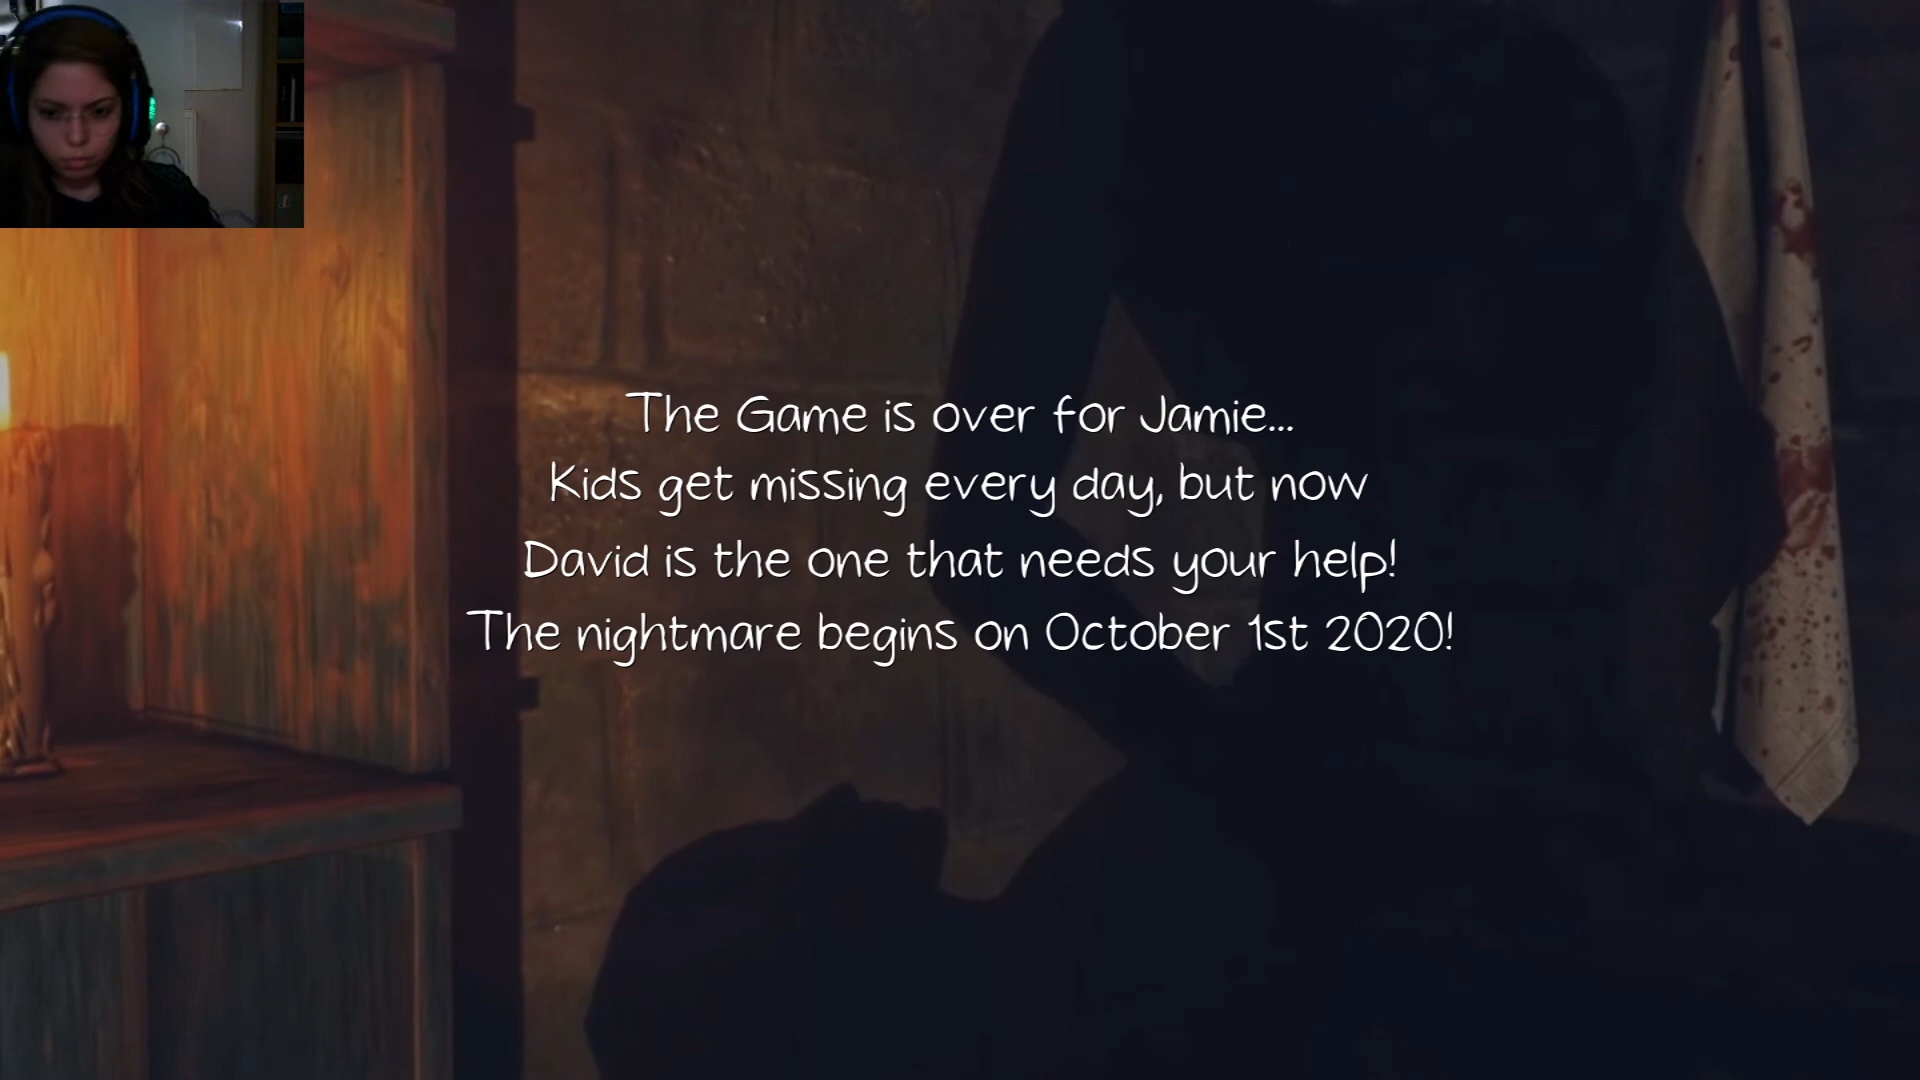 The Game is over for Jamie...
Kids get missing every day, but now
David is the one that needs your help!
The nightmare begins on October 1st 2020!